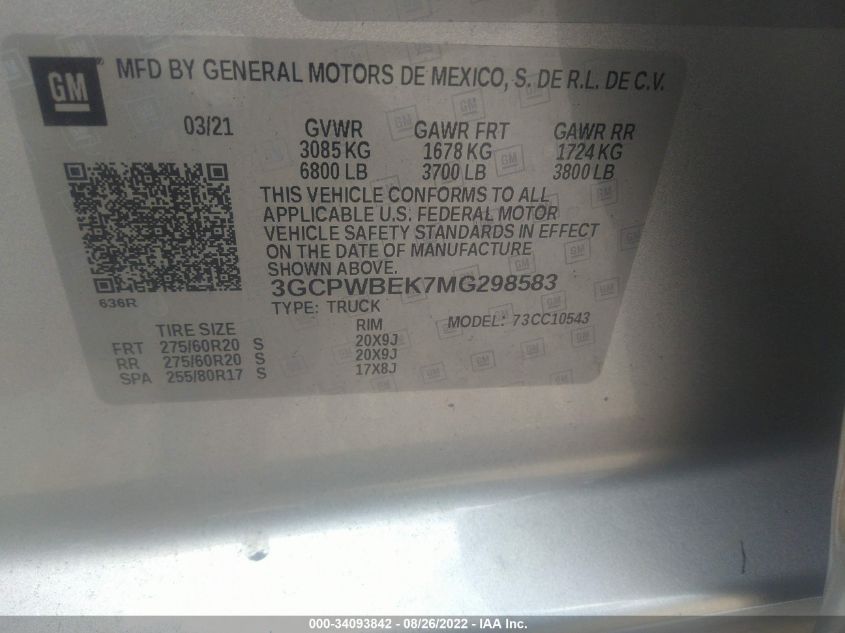 GM MFD BY GENERAL MOTORS DE MEXICO, S. DE R.L. DE C.V.
03/21 GVWR GAWR FRT GAWR RR
3085 KG 1678 KG 1724 KG
6800 LB 3700 LB 3800 LB
THIS VEHICLE CONFORMS TO ALL
APPLICABLE U.S. FEDERAL MOTOR
VEHICLE SAFETY STANDARDS IN EFFECT
ON THE DATE OF MANUFACTURE
SHOWN ABOVE.
3GCPWBEK7MG298583
636R TYPE: TRUCK
MODEL: 73CC10543
TIRE SIZE RIM
FRT 275/60R20 S 20X9J
RR 275/60R20 S 20X9J
SPA 255/80R17 S 17X8J
000-34093842 - 08/26/2022 - IAA Inc.